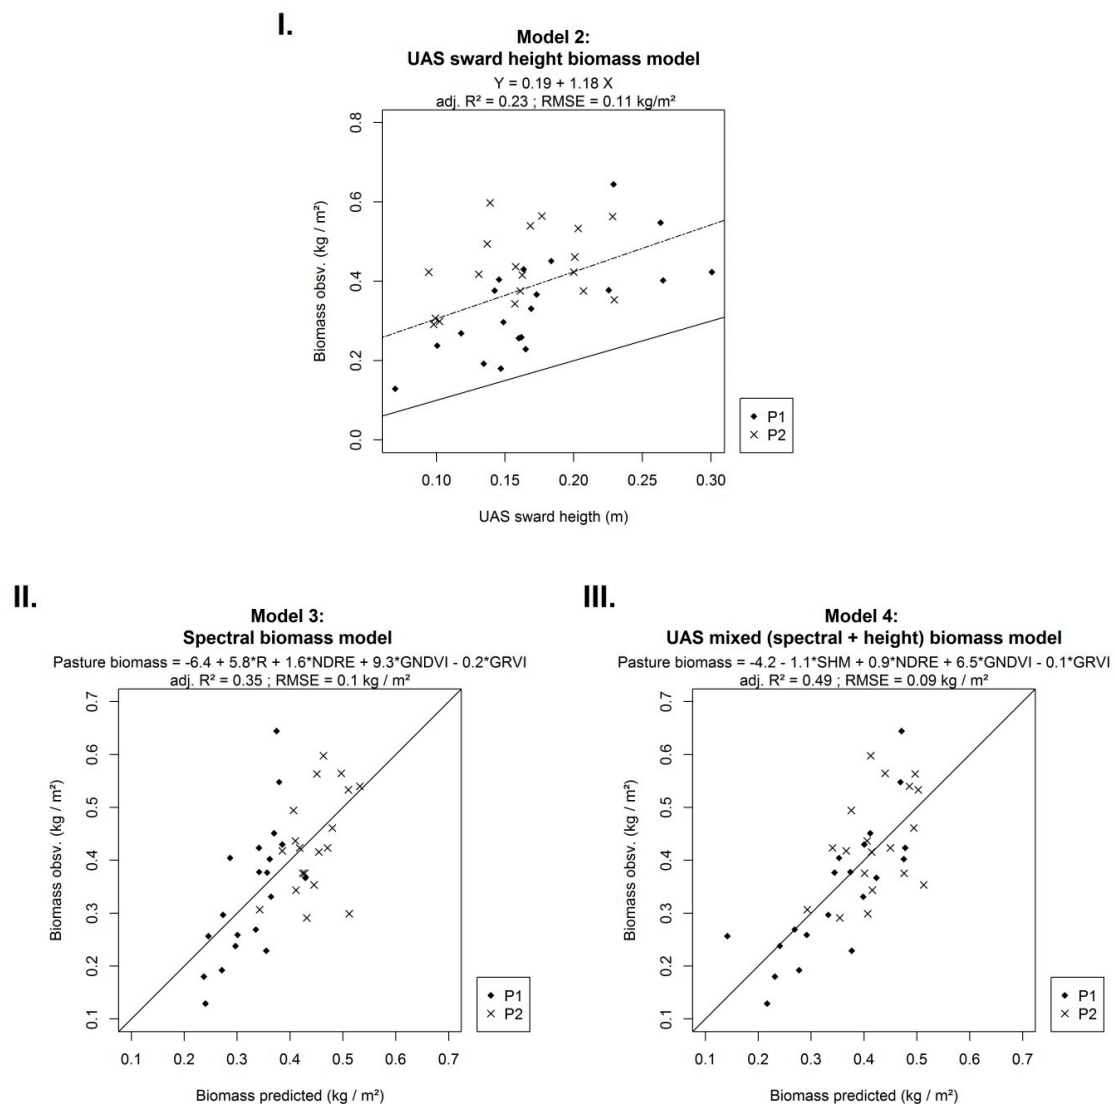 I.
Model 2:
UAS sward height biomass model
Y = 0.19 + 1.18 X
adj. R² = 0.23 ; RMSE = 0.11 kg/m²
Biomass obsv. (kg / m²)
0.8
0.6
0.4
0.2
0.0
0.10 0.15 0.20 0.25 0.30
UAS sward heigth (m)
P1
P2
II.
Model 3:
Spectral biomass model
Pasture biomass = -6.4 + 5.8*R + 1.6*NDRE + 9.3*GNDVI - 0.2*GRVI
adj. R² = 0.35 ; RMSE = 0.1 kg / m²
Biomass obsv. (kg / m²)
0.7
0.6
0.5
0.4
0.3
0.2
0.1
0.1 0.2 0.3 0.4 0.5 0.6 0.7
Biomass predicted (kg / m²)
P1
P2
III.
Model 4:
UAS mixed (spectral + height) biomass model
Pasture biomass = -4.2 - 1.1*SHM + 0.9*NDRE + 6.5*GNDVI - 0.1*GRVI
adj. R² = 0.49 ; RMSE = 0.09 kg / m²
Biomass obsv. (kg / m²)
0.7
0.6
0.5
0.4
0.3
0.2
0.1
0.1 0.2 0.3 0.4 0.5 0.6 0.7
Biomass predicted (kg / m²)
P1
P2